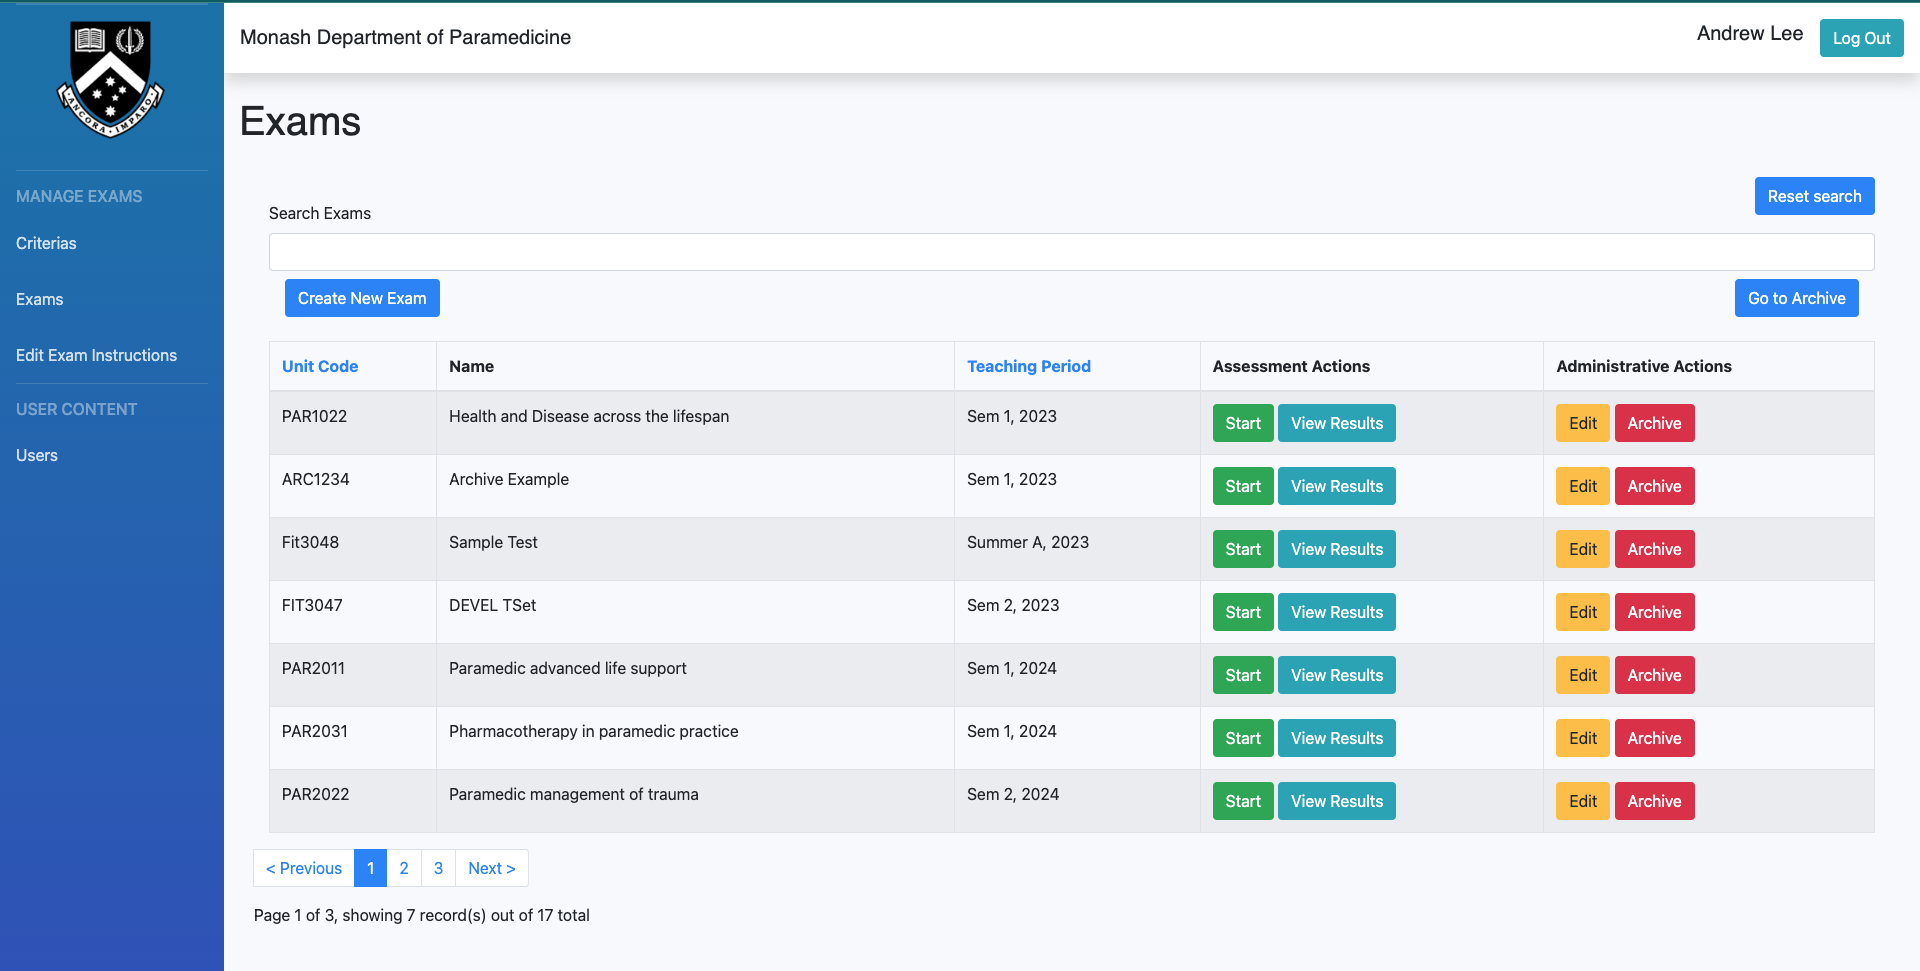 ANCORA IMPARO
Monash Department of Paramedicine
Andrew Lee
Log Out
MANAGE EXAMS
Criterias
Exams
Edit Exam Instructions
USER CONTENT
Users
Exams
Reset search
Search Exams
Create New Exam
Go to Archive
Unit Code Name Teaching Period Assessment Actions Administrative Actions
PAR1022 Health and Disease across the lifespan Sem 1, 2023 Start View Results Edit Archive
ARC1234 Archive Example Sem 1, 2023 Start View Results Edit Archive
Fit3048 Sample Test Summer A, 2023 Start View Results Edit Archive
FIT3047 DEVEL TSet Sem 2, 2023 Start View Results Edit Archive
PAR2011 Paramedic advanced life support Sem 1, 2024 Start View Results Edit Archive
PAR2031 Pharmacotherapy in paramedic practice Sem 1, 2024 Start View Results Edit Archive
PAR2022 Paramedic management of trauma Sem 2, 2024 Start View Results Edit Archive
< Previous 1 2 3 Next >
Page 1 of 3, showing 7 record(s) out of 17 total